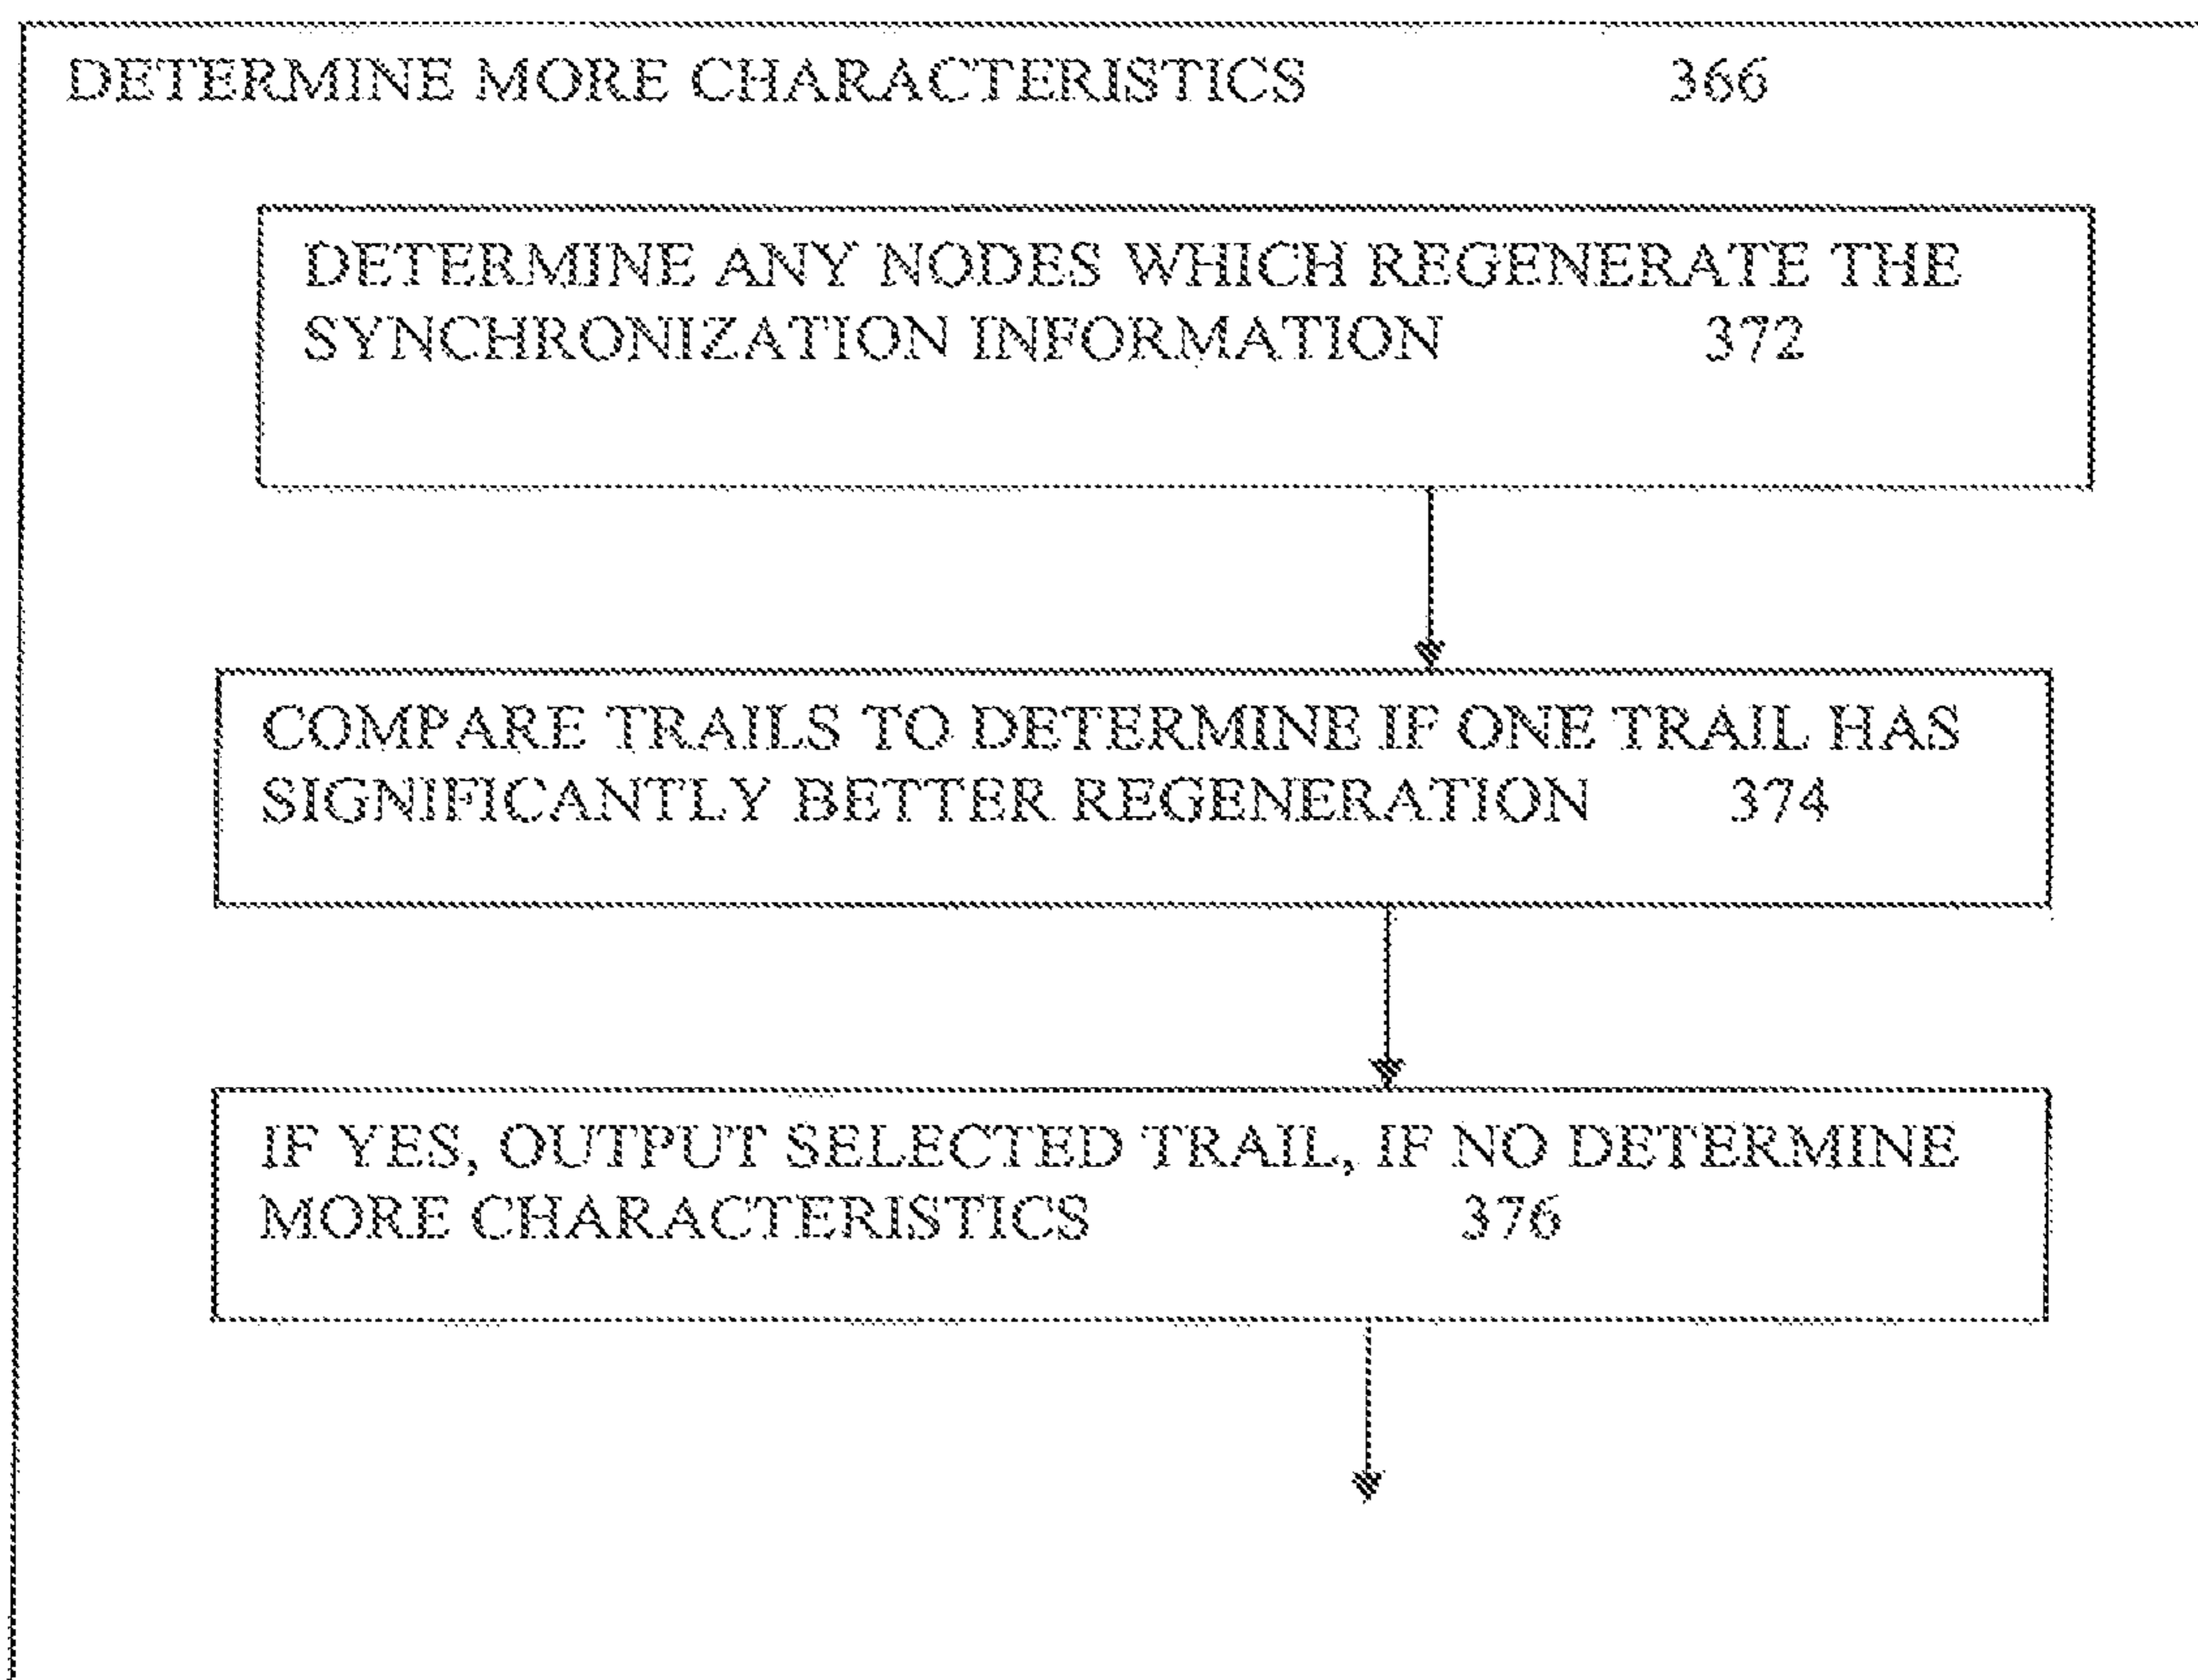 DETERMINE MORE CHARACTERISTICS 366
DETERMINE ANY NODES WHICH REGENERATE THE
SYNCHRONIZATION INFORMATION 372
COMPARE TRAILS TO DETERMINE IF ONE TRAIL HAS
SIGNIFICANTLY BETTER REGENERATION 374
IF YES, OUTPUT SELECTED TRAIL, IF NO DETERMINE
MORE CHARACTERISTICS 376